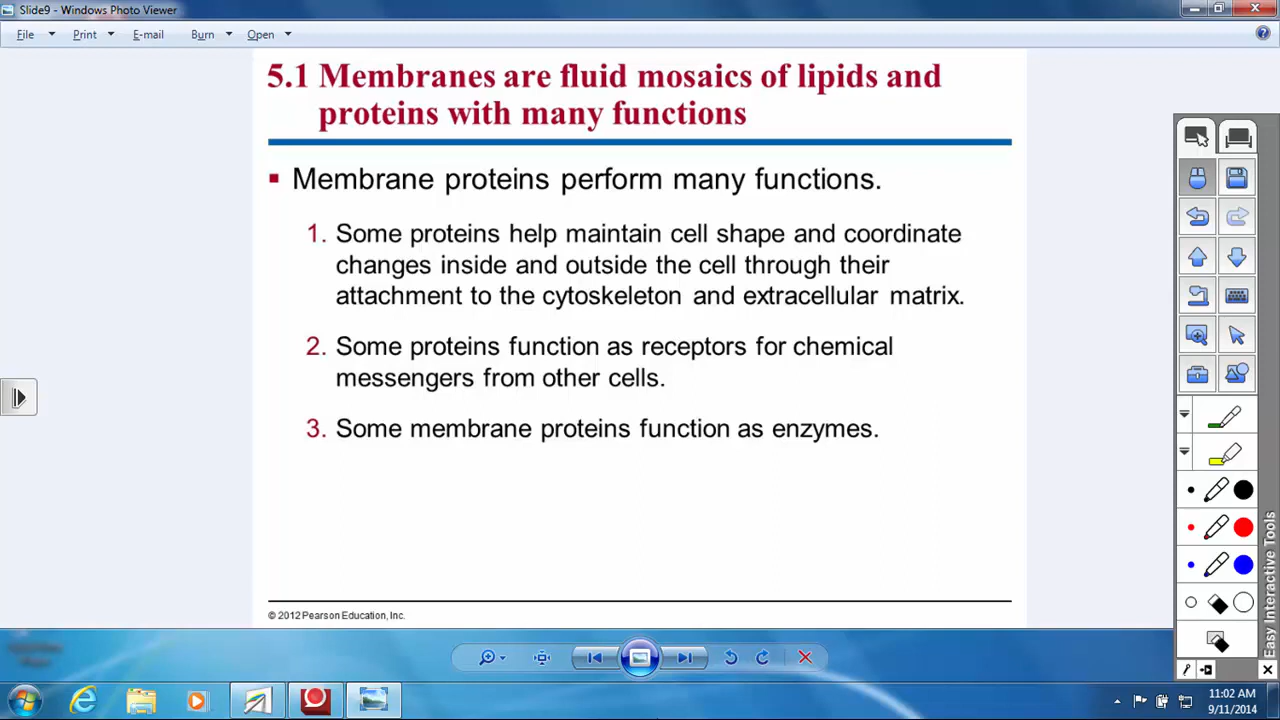 Slide9 - Windows Photo Viewer
File Print E-mail Burn Open
5.1 Membranes are fluid mosaics of lipids and
proteins with many functions
▪ Membrane proteins perform many functions.
1. Some proteins help maintain cell shape and coordinate
changes inside and outside the cell through their
attachment to the cytoskeleton and extracellular matrix.
2. Some proteins function as receptors for chemical
messengers from other cells.
3. Some membrane proteins function as enzymes.
© 2012 Pearson Education, Inc.
Easy Interactive Tools
11:02 AM
9/11/2014